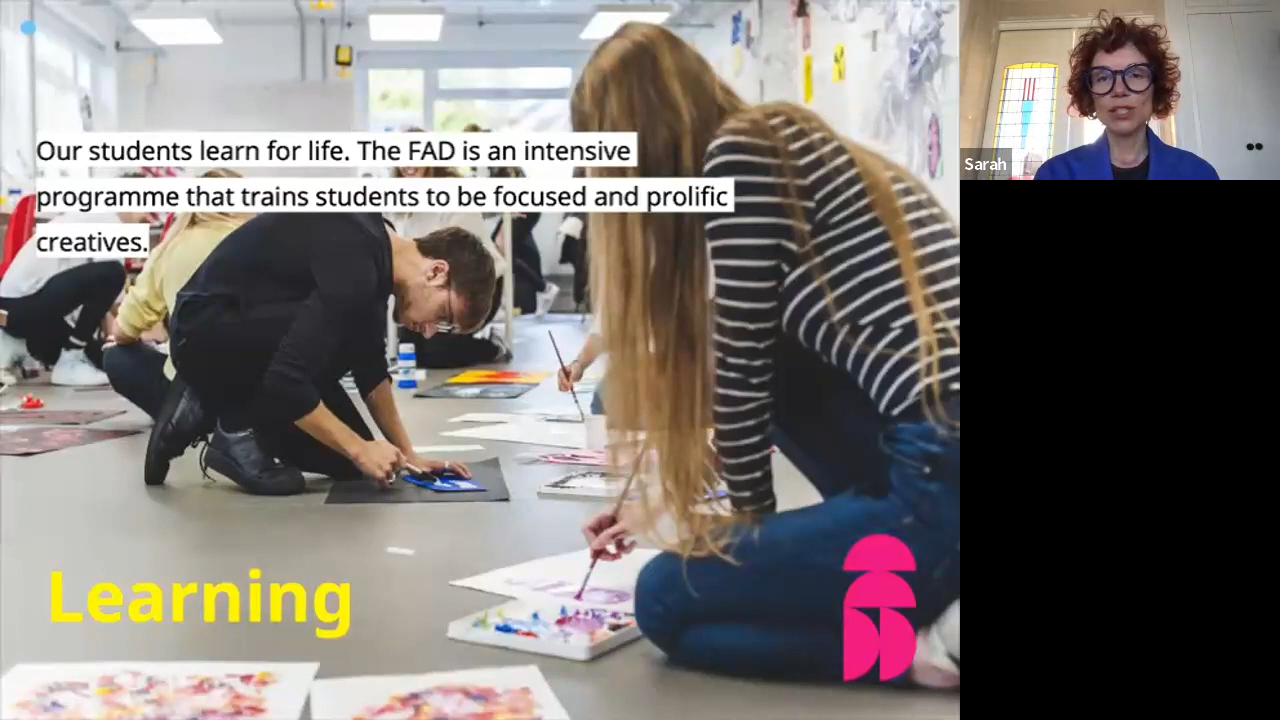 Our students learn for life. The FAD is an intensive
programme that trains students to be focused and prolific
creatives.
Sarah
Learning